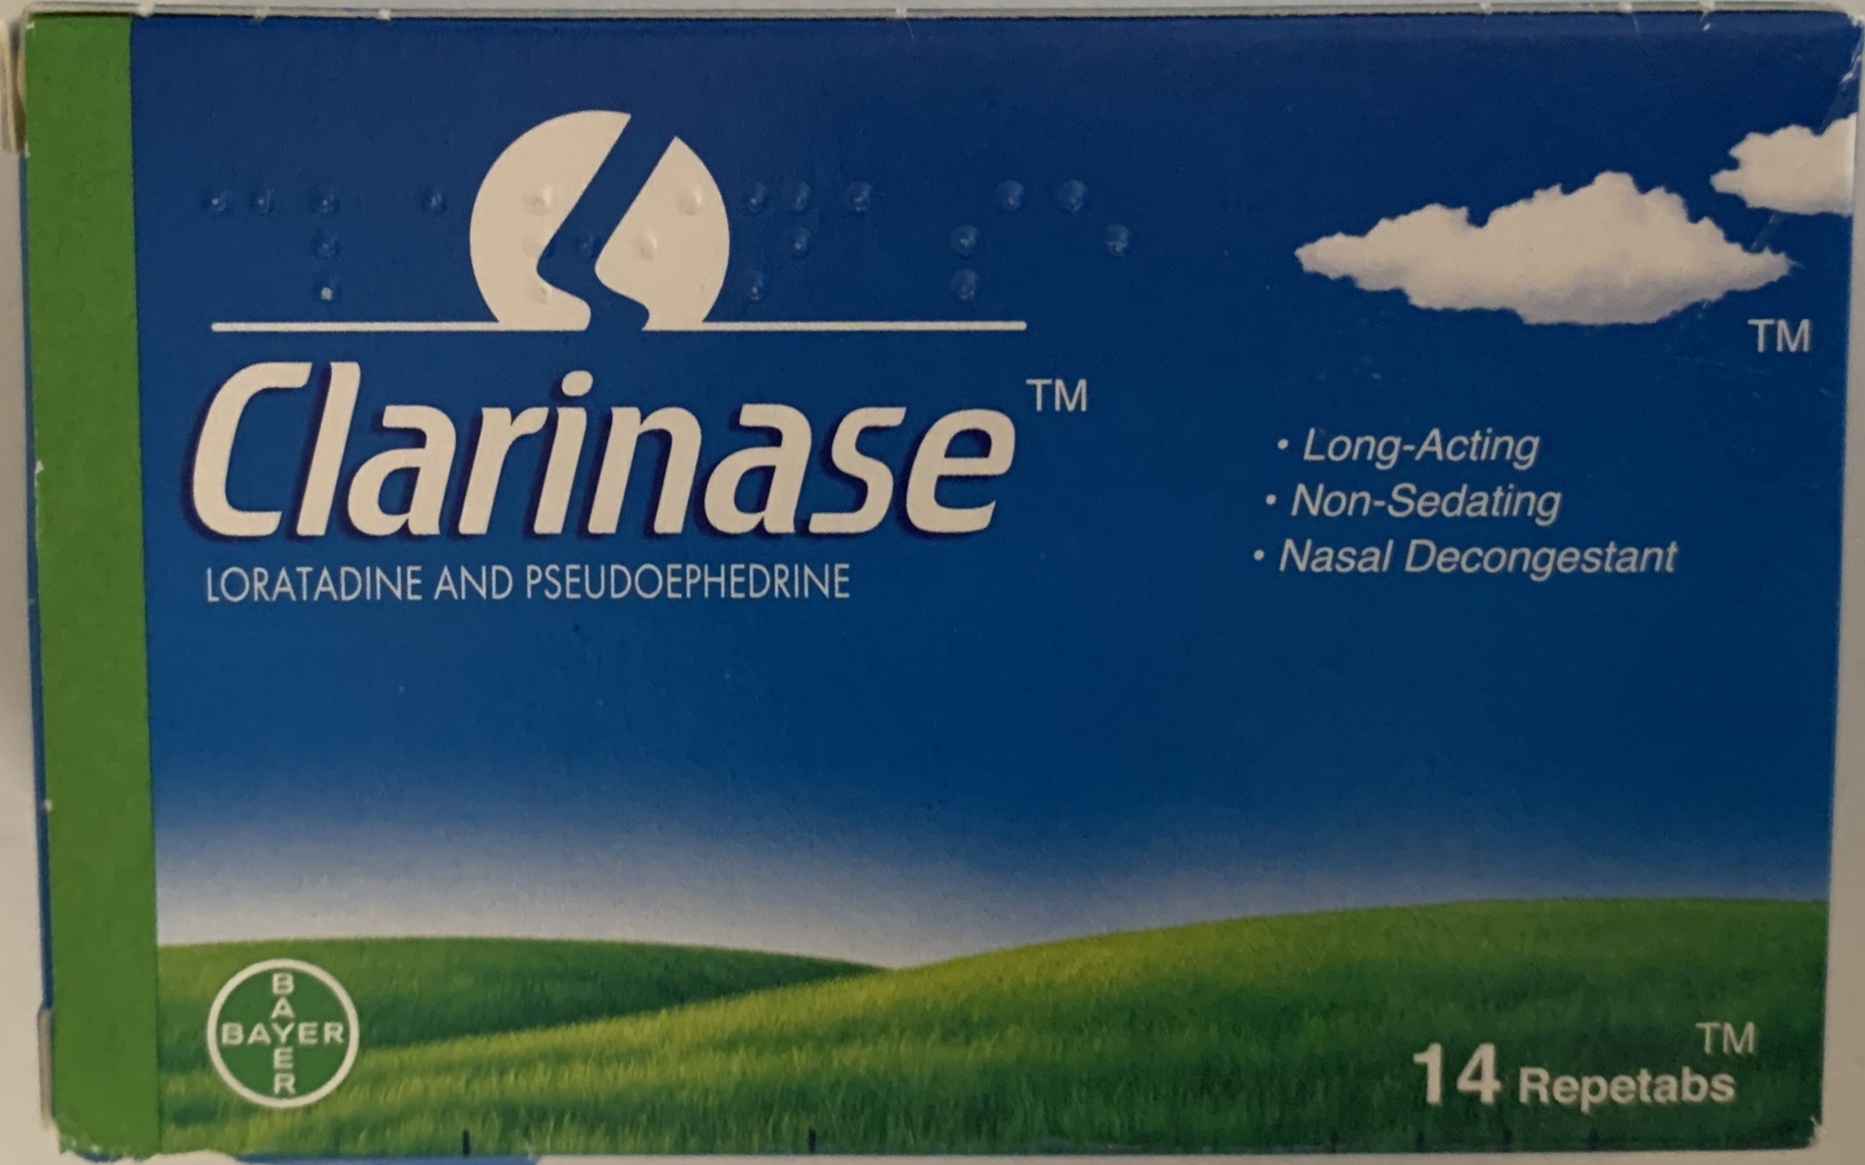 Clarinase™
LORATADINE AND PSEUDOEPHEDRINE
TM
• Long-Acting
• Non-Sedating
• Nasal Decongestant
BAYER
BAYER
14 Repetabs™